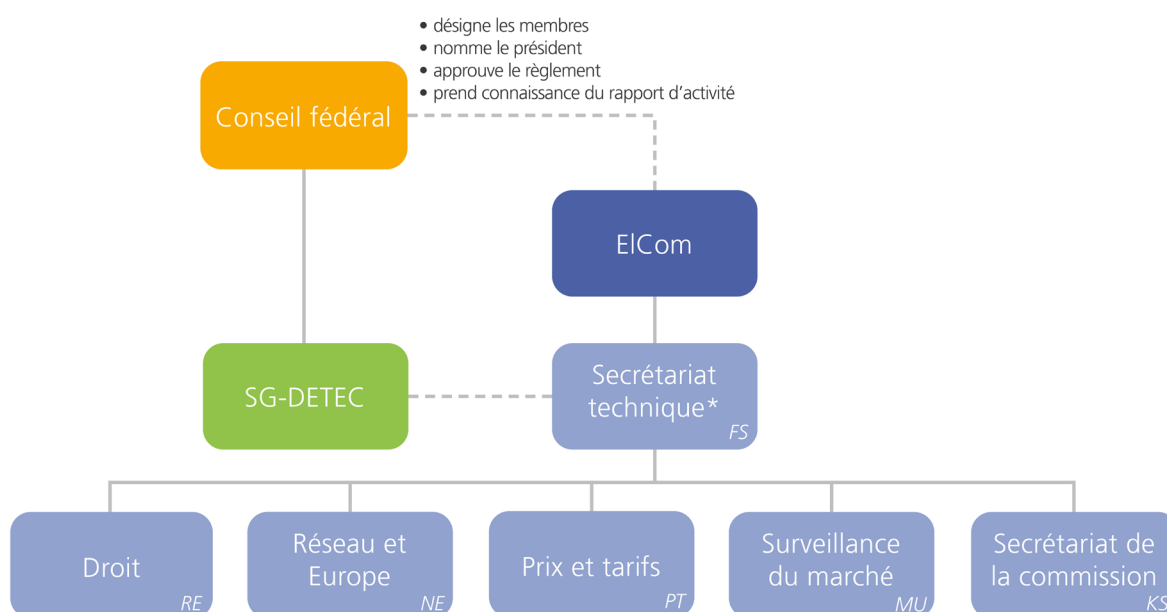 • désigne les membres
• nomme le président
• approuve le règlement
• prend connaissance du rapport d’activité
Conseil fédéral
ElCom
SG-DETEC
Secrétariat
technique*
FS
Droit
RE
Réseau et
Europe
NE
Prix et tarifs
PT
Surveillance
du marché
MU
Secrétariat de
la commission
KS